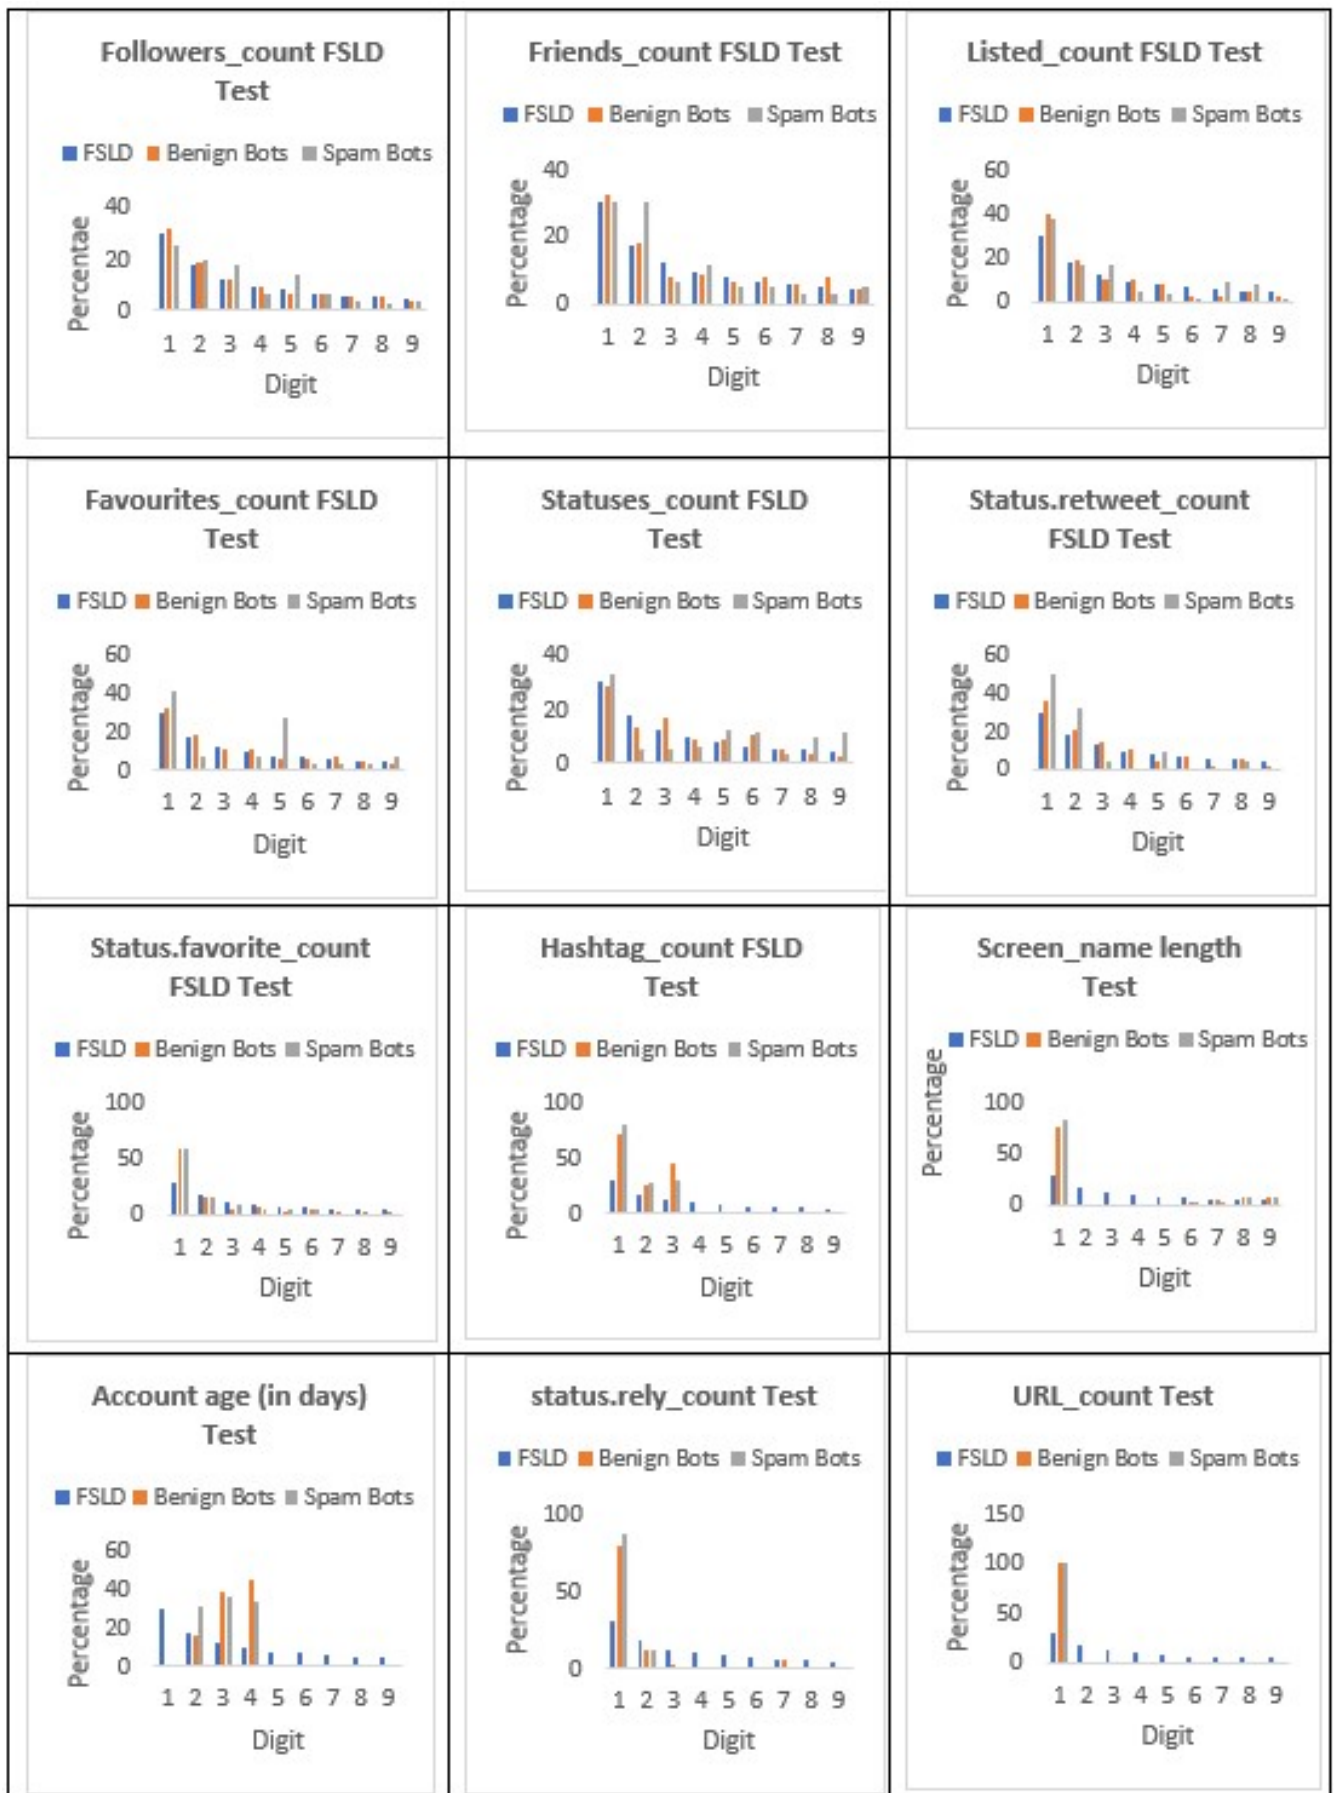 Followers_count FSLD
Test
FSLD Benign Bots Spam Bots
Percentae
40
20
0
1 2 3 4 5 6 7 8 9
Digit
Friends_count FSLD Test
FSLD Benign Bots Spam Bots
Percentage
40
20
0
1 2 3 4 5 6 7 8 9
Digit
Listed_count FSLD Test
FSLD Benign Bots Spam Bots
Percentage
60
40
20
0
1 2 3 4 5 6 7 8 9
Digit
Favourites_count FSLD
Test
FSLD Benign Bots Spam Bots
Percentage
60
40
20
0
1 2 3 4 5 6 7 8 9
Digit
Statuses_count FSLD
Test
FSLD Benign Bots Spam Bots
Percentage
40
20
0
1 2 3 4 5 6 7 8 9
Digit
Status.retweet_count
FSLD Test
FSLD Benign Bots Spam Bots
Percentage
60
40
20
0
1 2 3 4 5 6 7 8 9
Digit
Status.favorite_count
FSLD Test
FSLD Benign Bots Spam Bots
Percentage
100
50
0
1 2 3 4 5 6 7 8 9
Digit
Hashtag_count FSLD
Test
FSLD Benign Bots Spam Bots
Percentage
100
50
0
1 2 3 4 5 6 7 8 9
Digit
Screen_name length
Test
FSLD Benign Bots Spam Bots
Percentage
100
50
0
1 2 3 4 5 6 7 8 9
Digit
Account age (in days)
Test
FSLD Benign Bots Spam Bots
Percentage
60
40
20
0
1 2 3 4 5 6 7 8 9
Digit
status.rely_count Test
FSLD Benign Bots Spam Bots
Percentage
100
50
0
1 2 3 4 5 6 7 8 9
Digit
URL_count Test
FSLD Benign Bots Spam Bots
Percentage
150
100
50
0
1 2 3 4 5 6 7 8 9
Digit